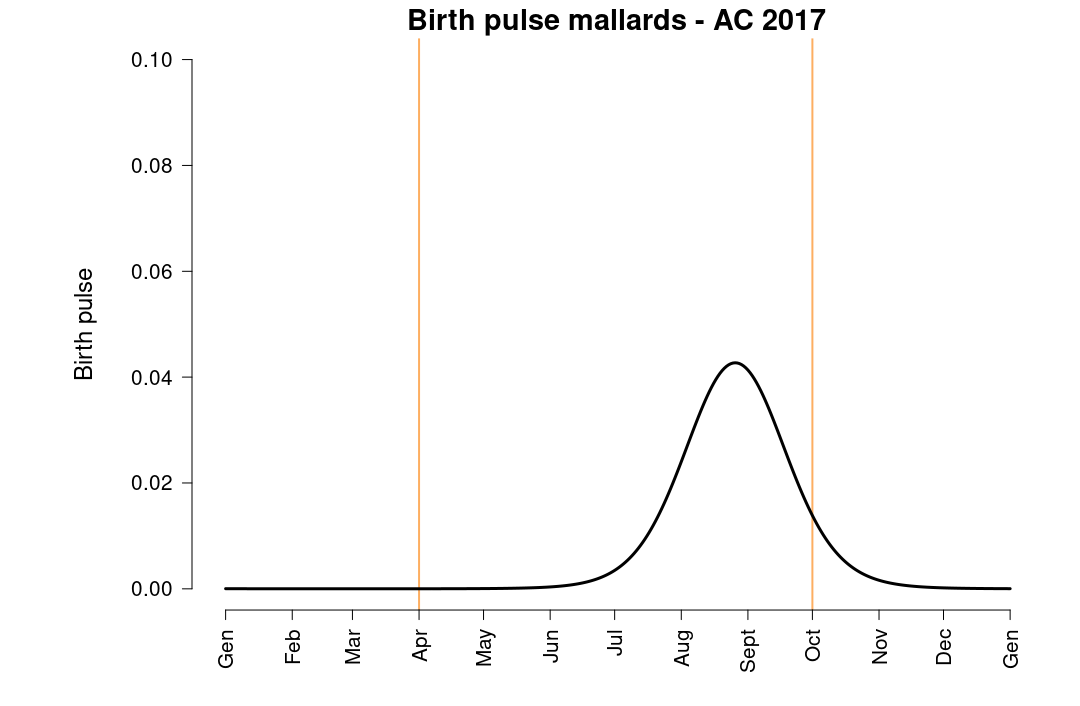 Birth pulse mallards - AC 2017
0.10
0.08
0.06
0.04
0.02
0.00
Birth pulse
Gen
Feb
Mar
Apr
May
Jun
Jul
Aug
Sept
Oct
Nov
Dec
Gen